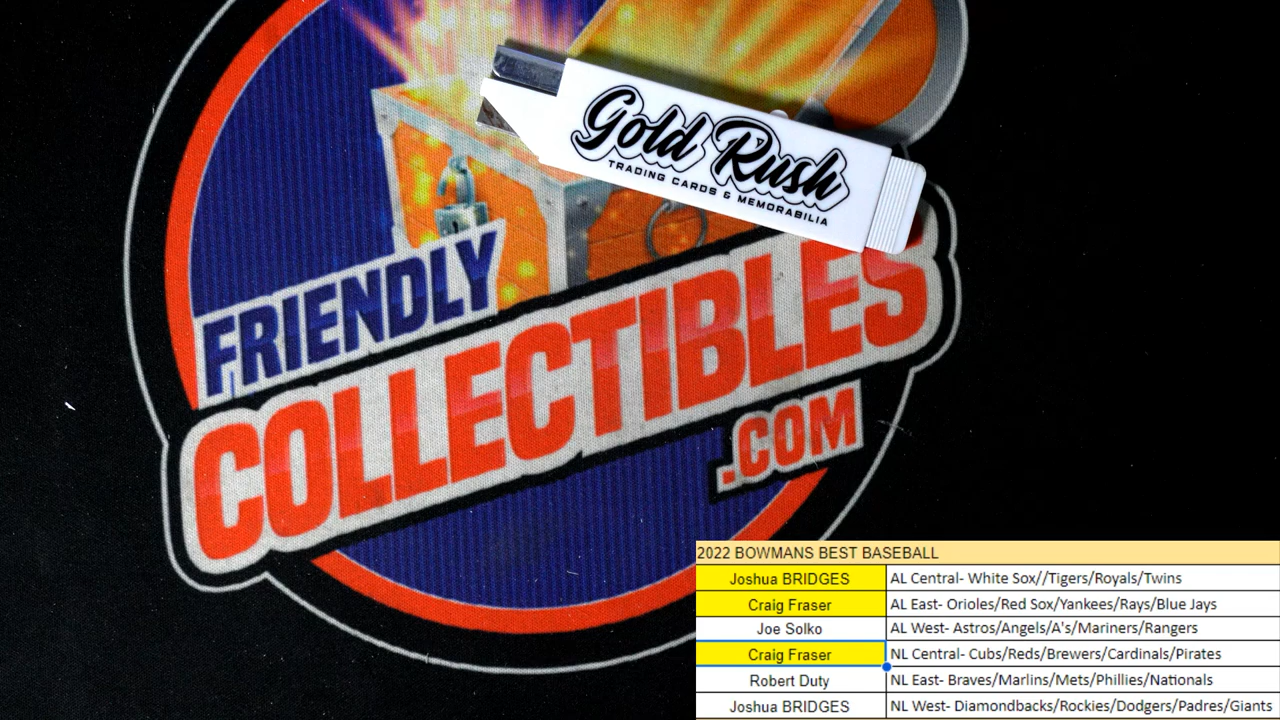 Gold Rush
TRADING CARDS & MEMORABILIA
FRIENDLY
COLLECTIBLES
.COM
2022 BOWMANS BEST BASEBALL
Joshua BRIDGES AL Central- White Sox//Tigers/Royals/Twins
Craig Fraser AL East- Orioles/Red Sox/Yankees/Rays/Blue Jays
Joe Solko AL West- Astros/Angels/A's/Mariners/Rangers
Craig Fraser NL Central- Cubs/Reds/Brewers/Cardinals/Pirates
Robert Duty NL East- Braves/Marlins/Mets/Phillies/Nationals
Joshua BRIDGES NL West- Diamondbacks/Rockies/Dodgers/Padres/Giants